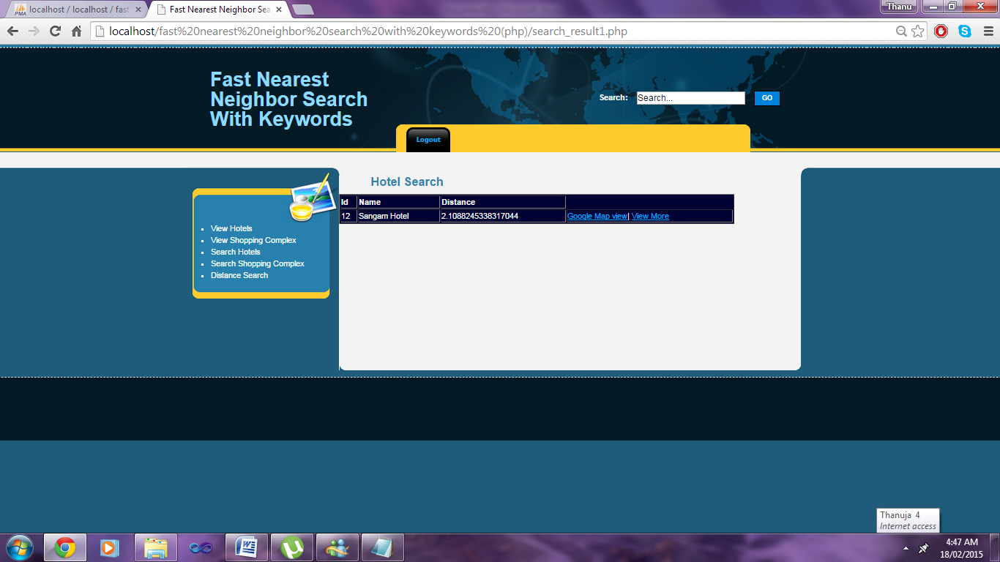 localhost / localhost / fast
Fast Nearest Neighbor Sea
Thanu
localhost/fast%20nearest%20neighbor%20search%20with%20keywords%20(php)/search_result1.php
Fast Nearest
Neighbor Search
With Keywords
Search: Search... GO
Logout
Hotel Search
Id Name Distance
12 Sangam Hotel 2.1088245338317044 Google Map view| View More
View Hotels
View Shopping Complex
Search Hotels
Search Shopping Complex
Distance Search
Thanuja 4
Internet access
4:47 AM
18/02/2015